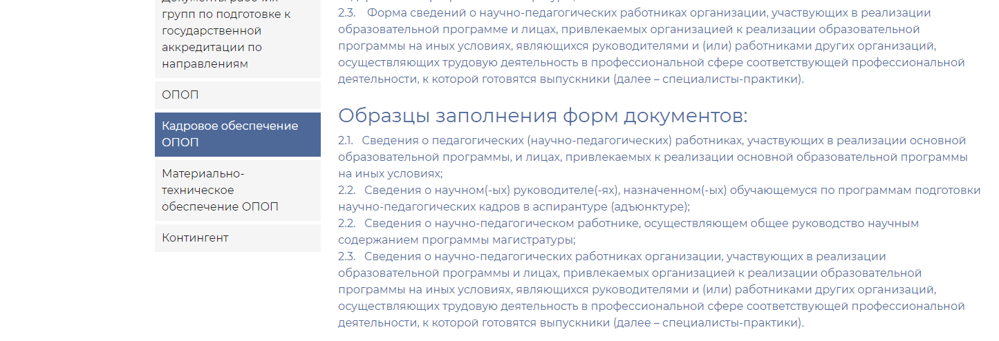 групп по подготовке к
государственной
аккредитации по
направлениям
ОПОП
Кадровое обеспечение
ОПОП
Материально-
техническое
обеспечение ОПОП
Контингент
2.3. Форма сведений о научно-педагогических работниках организации, участвующих в реализации
образовательной программе и лицах, привлекаемых организацией к реализации образовательной
программы на иных условиях, являющихся руководителями и (или) работниками других организаций,
осуществляющих трудовую деятельность в профессиональной сфере соответствующей профессиональной
деятельности, к которой готовятся выпускники (далее – специалисты-практики).
Образцы заполнения форм документов:
2.1. Сведения о педагогических (научно-педагогических) работниках, участвующих в реализации основной
образовательной программы, и лицах, привлекаемых к реализации основной образовательной программы
на иных условиях;
2.2. Сведения о научном(-ых) руководителе(-ях), назначенном(-ых) обучающемуся по программам подготовки
научно-педагогических кадров в аспирантуре (адъюнктуре);
2.2. Сведения о научно-педагогическом работнике, осуществляющем общее руководство научным
содержанием программы магистратуры;
2.3. Сведения о научно-педагогических работниках организации, участвующих в реализации
образовательной программы и лицах, привлекаемых организацией к реализации образовательной
программы на иных условиях, являющихся руководителями и (или) работниками других организаций,
осуществляющих трудовую деятельность в профессиональной сфере соответствующей профессиональной
деятельности, к которой готовятся выпускники (далее – специалисты-практики).